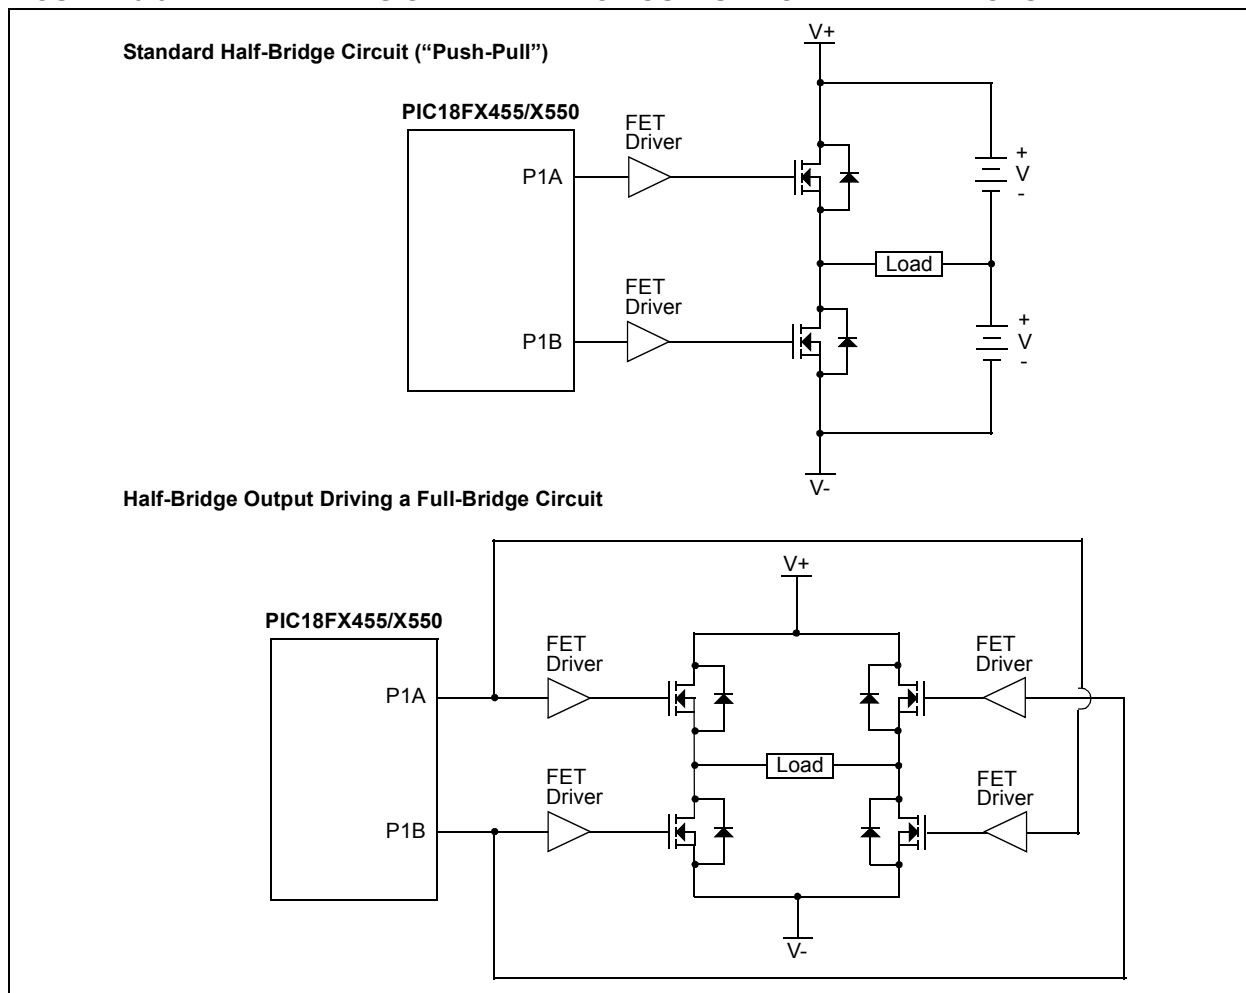 V+
Standard Half-Bridge Circuit (“Push-Pull”)
PIC18FX455/X550
FET
Driver
P1A
+
V
-
Load
FET
Driver
P1B
+
V
-
V-
Half-Bridge Output Driving a Full-Bridge Circuit
V+
PIC18FX455/X550
FET
Driver
FET
Driver
P1A
Load
FET
Driver
FET
Driver
P1B
V-